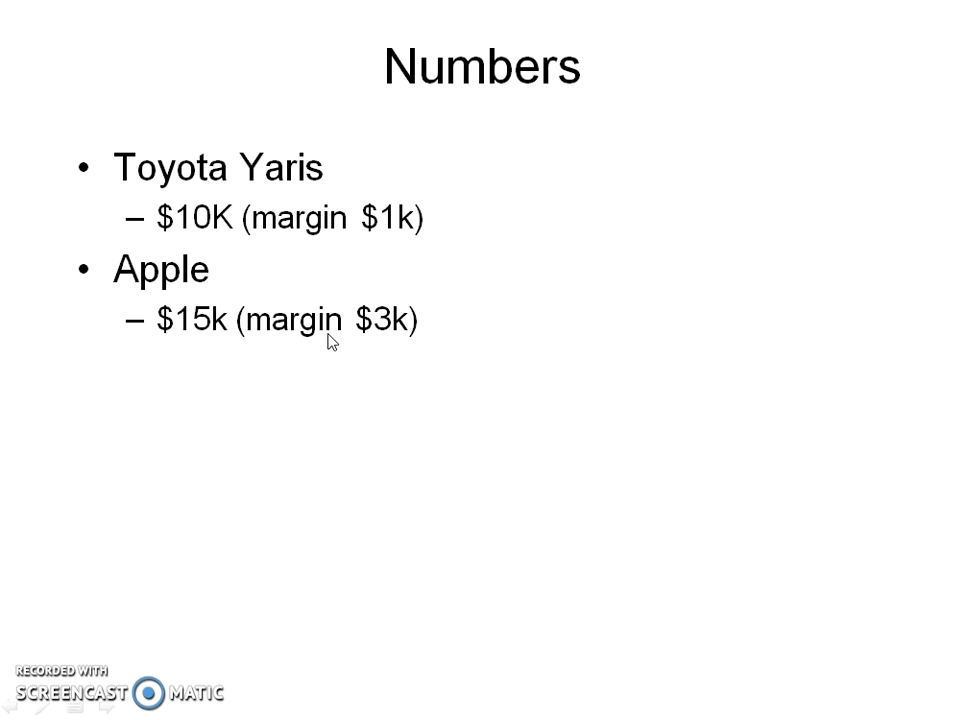 Numbers
• Toyota Yaris
– $10K (margin $1k)
• Apple
– $15k (margin $3k)
RECORDED WITH
SCREENCAST MATIC